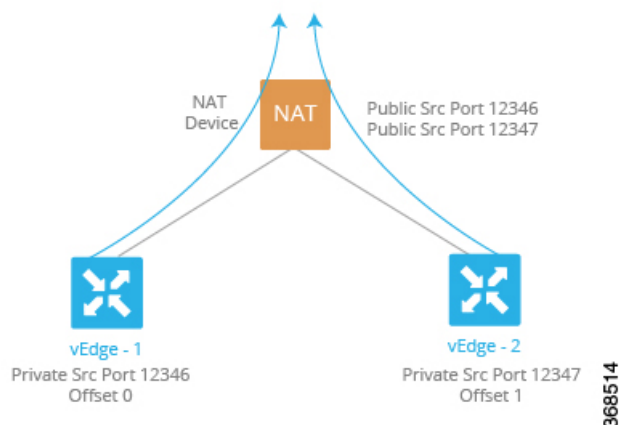 NAT
Device
NAT
Public Src Port 12346
Public Src Port 12347
vEdge - 1
Private Src Port 12346
Offset 0
vEdge - 2
Private Src Port 12347
Offset 1
368514